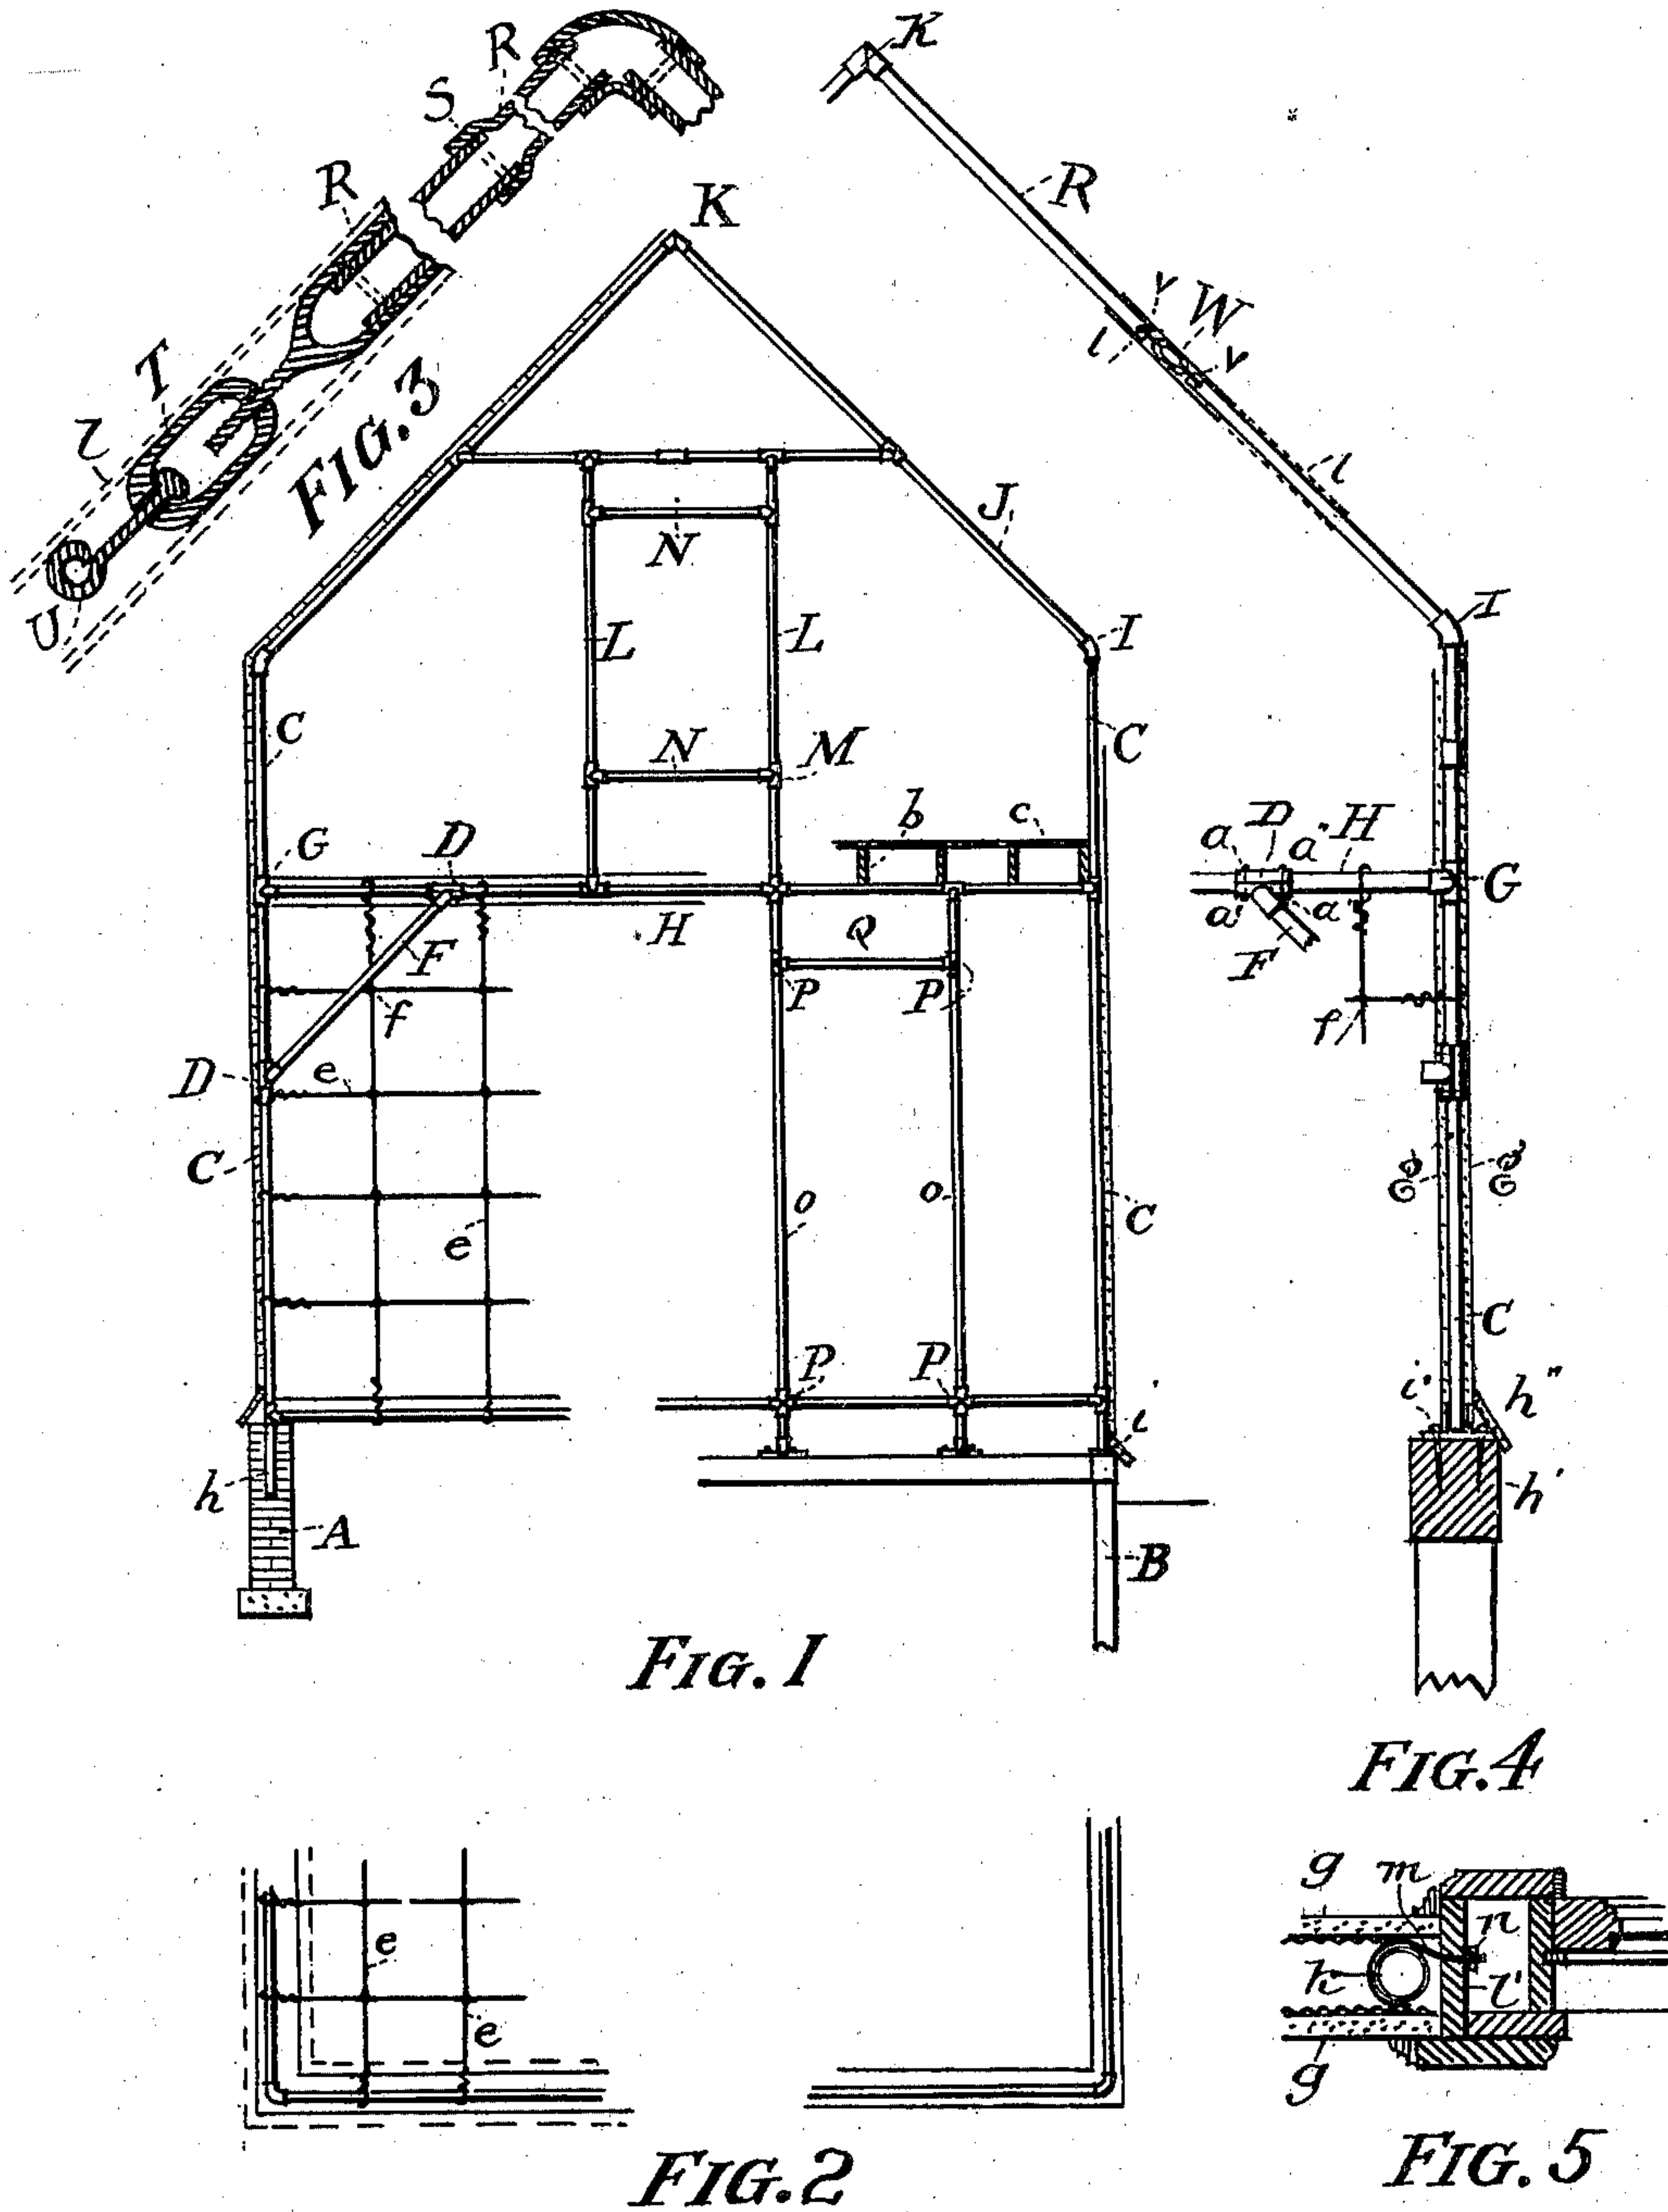 R
S
K
R
R
K
T
l
FIG. 3
v
W
v
l
l
U
J
N
I
L
L
I
C
N
M
C
G
D
b
c
a
D
a"
H
G
H
Q
a'
a'
F
F
P
P
f
f
D
e
C
e
o
o
C
g
g
C
P
P
i
i'
h"
h
h'
A
B
FIG. 1
FIG. 4
e
e
g
m
n
h
l'
g
FIG. 2
FIG. 5